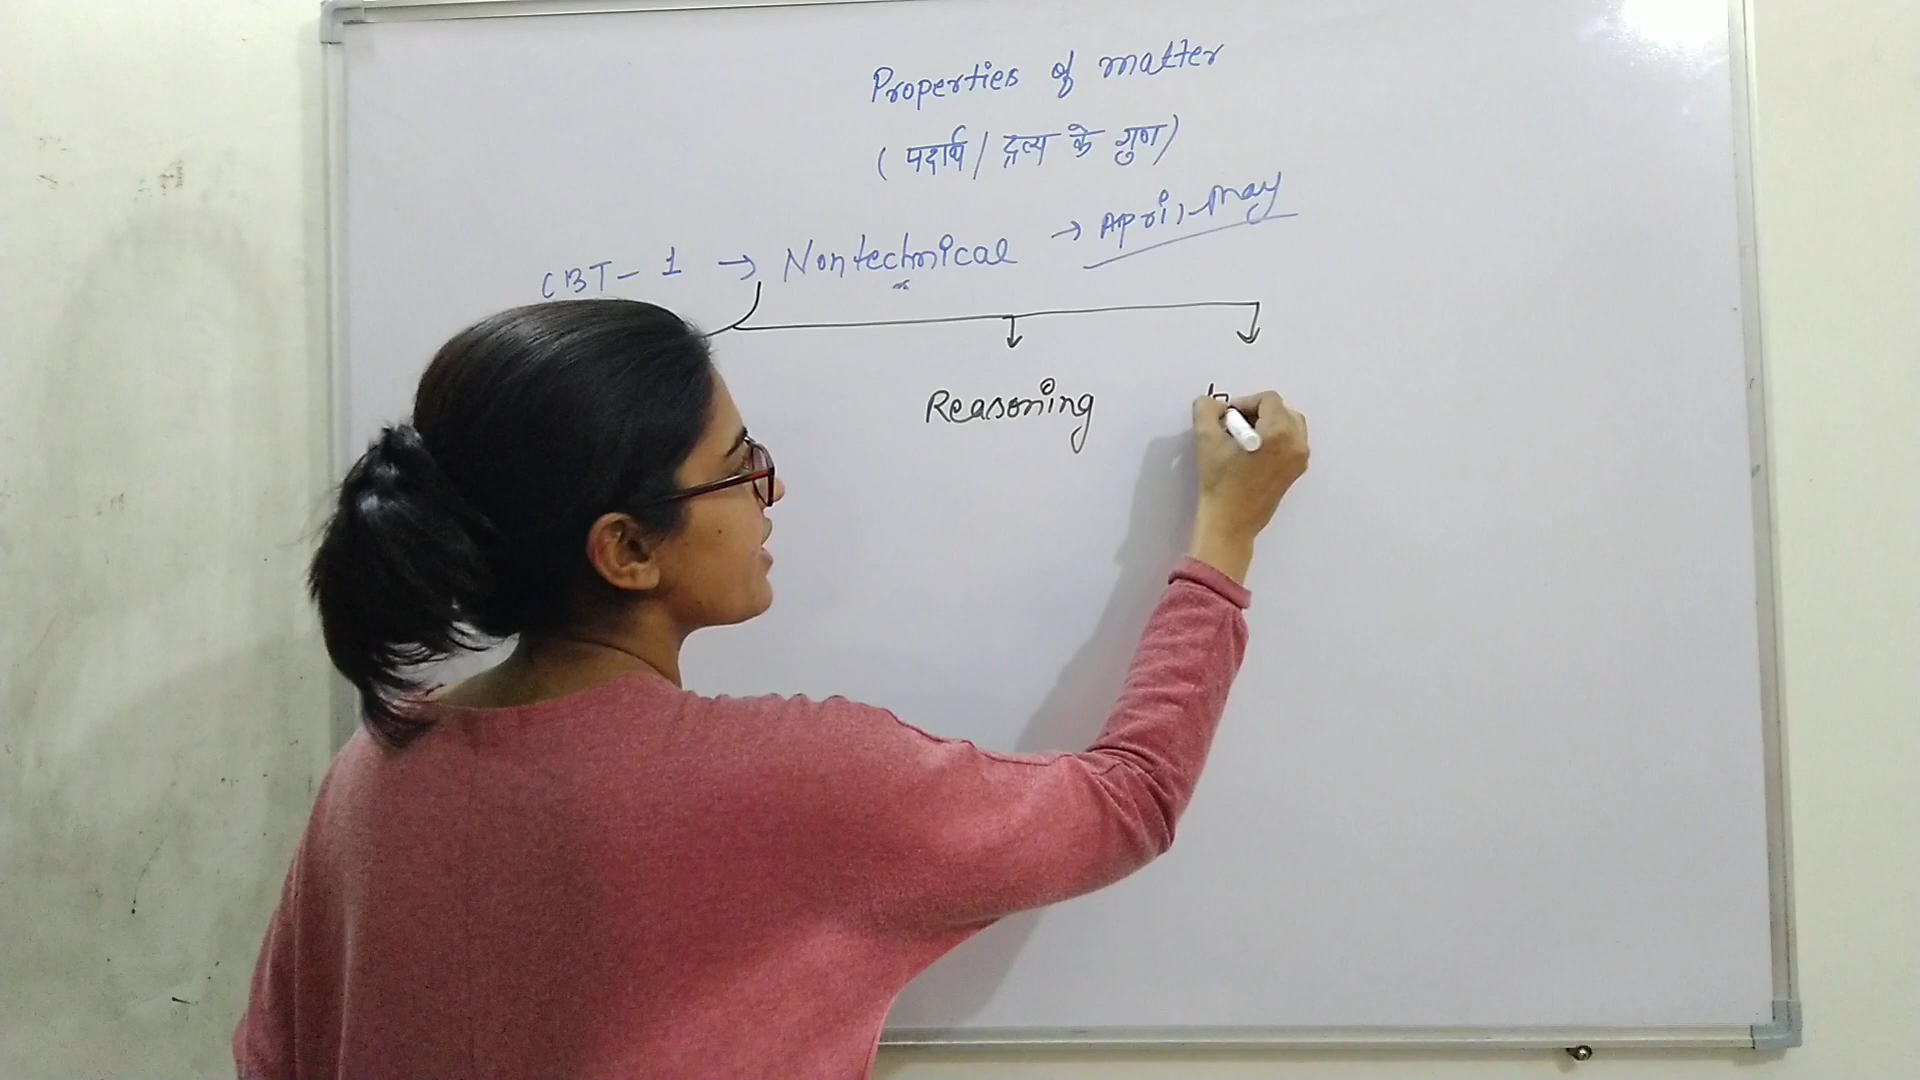 Properties of matter
(पदार्थ / द्रव्य के गुण)
CBT-1 → Nontechnical → April-May
Reasoning